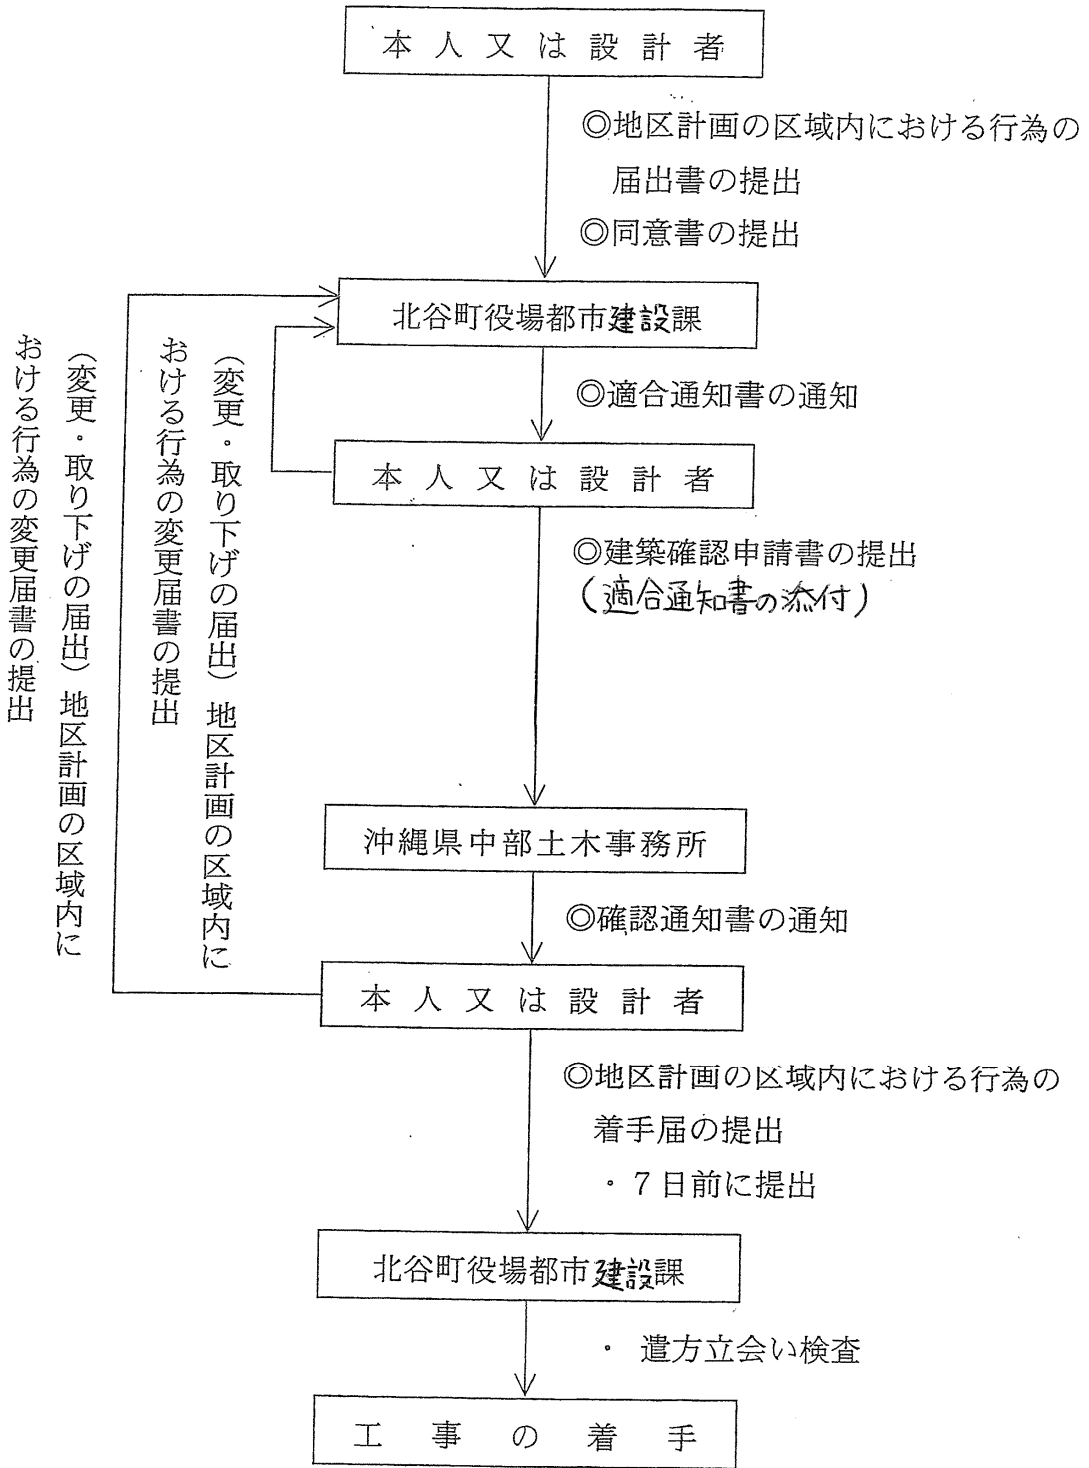 本人又は設計者
◎地区計画の区域内における行為の
届出書の提出
◎同意書の提出
北谷町役場都市建設課
◎適合通知書の通知
本人又は設計者
(変更・取り下げの届出)地区計画の区域内に
おける行為の変更届書の提出
(変更・取り下げの届出)地区計画の区域内に
おける行為の変更届書の提出
◎建築確認申請書の提出
(適合通知書の添付)
沖縄県中部土木事務所
◎確認通知書の通知
本人又は設計者
◎地区計画の区域内における行為の
着手届の提出
・7日前に提出
北谷町役場都市建設課
・遣方立会い検査
工事の着手